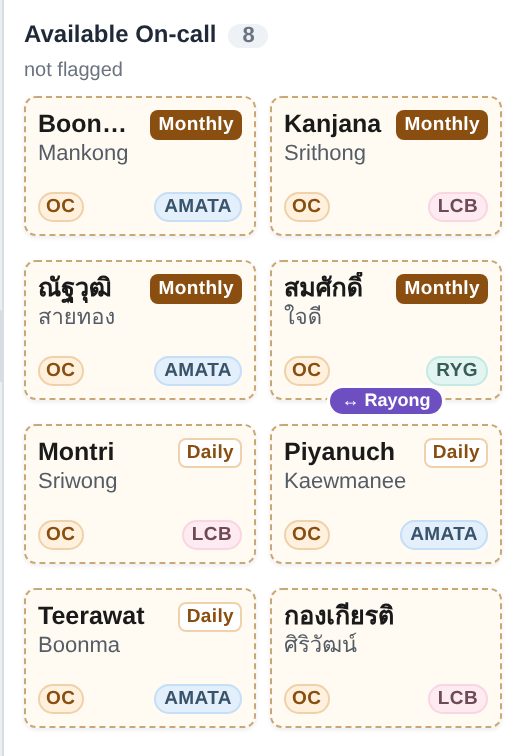 Available On-call 8
not flagged
Boon… Monthly
Mankong
OC AMATA
Kanjana Monthly
Srithong
OC LCB
ณัฐวุฒิ Monthly
สายทอง
OC AMATA
สมศักดิ์ Monthly
ใจดี
OC RYG
↔ Rayong
Montri Daily
Sriwong
OC LCB
Piyanuch Daily
Kaewmanee
OC AMATA
Teerawat Daily
Boonma
OC AMATA
กองเกียรติ
ศิริวัฒน์
OC LCB